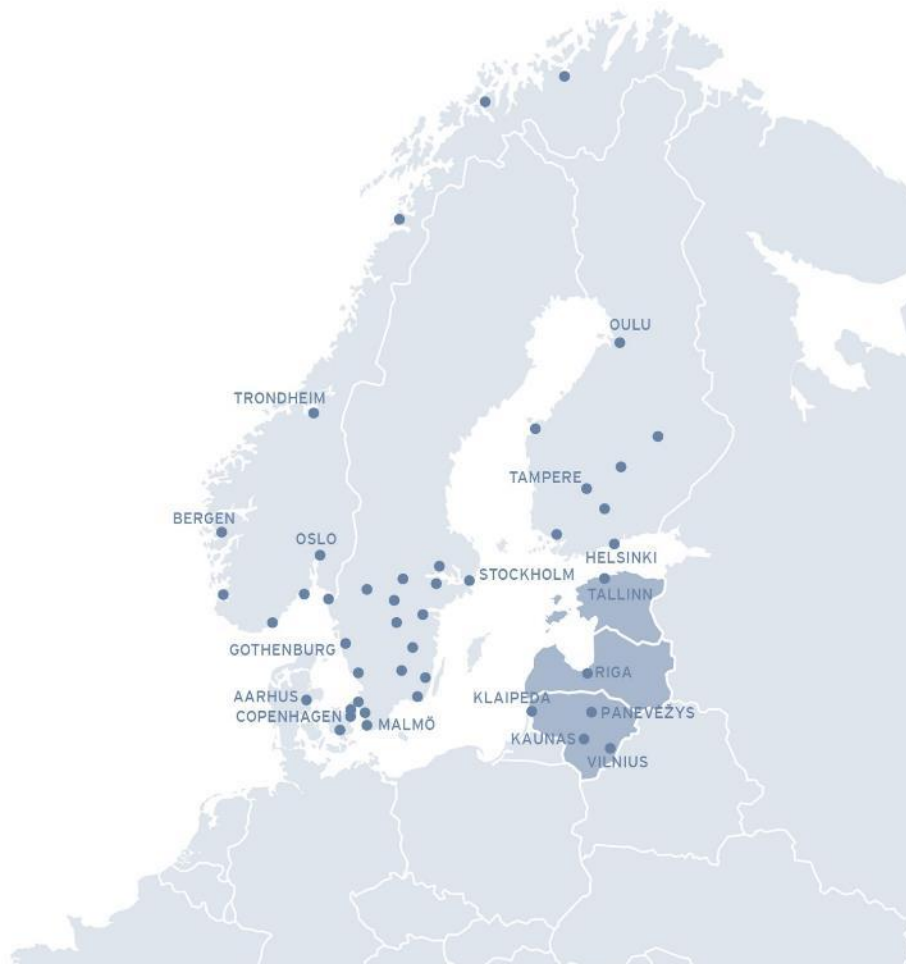 OULU
TRONDHEIM
TAMPERE
BERGEN
OSLO
HELSINKI
STOCKHOLM
TALLINN
GOTHENBURG
RIGA
AARHUS
KLAIPEDA
COPENHAGEN
PANEVĖŽYS
MALMÖ
KAUNAS
VILNIUS